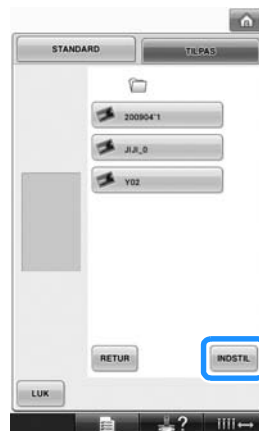 STANDARD TILPAS
200904~1
JIJI_0
Y02
RETUR INDSTIL
LUK
?